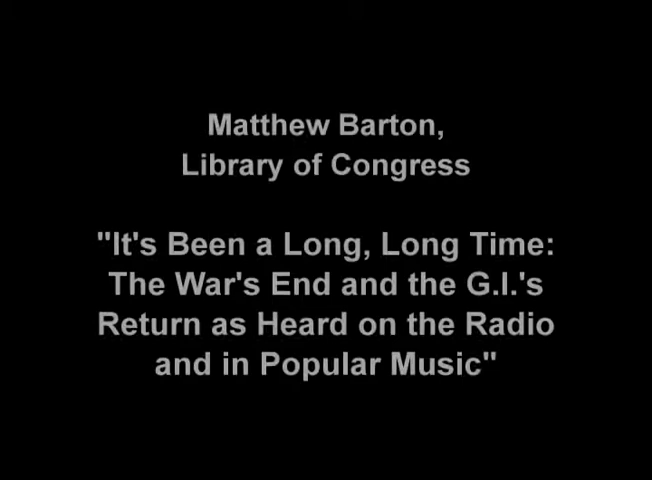 Matthew Barton,
Library of Congress
"It's Been a Long, Long Time:
The War's End and the G.I.'s
Return as Heard on the Radio
and in Popular Music"